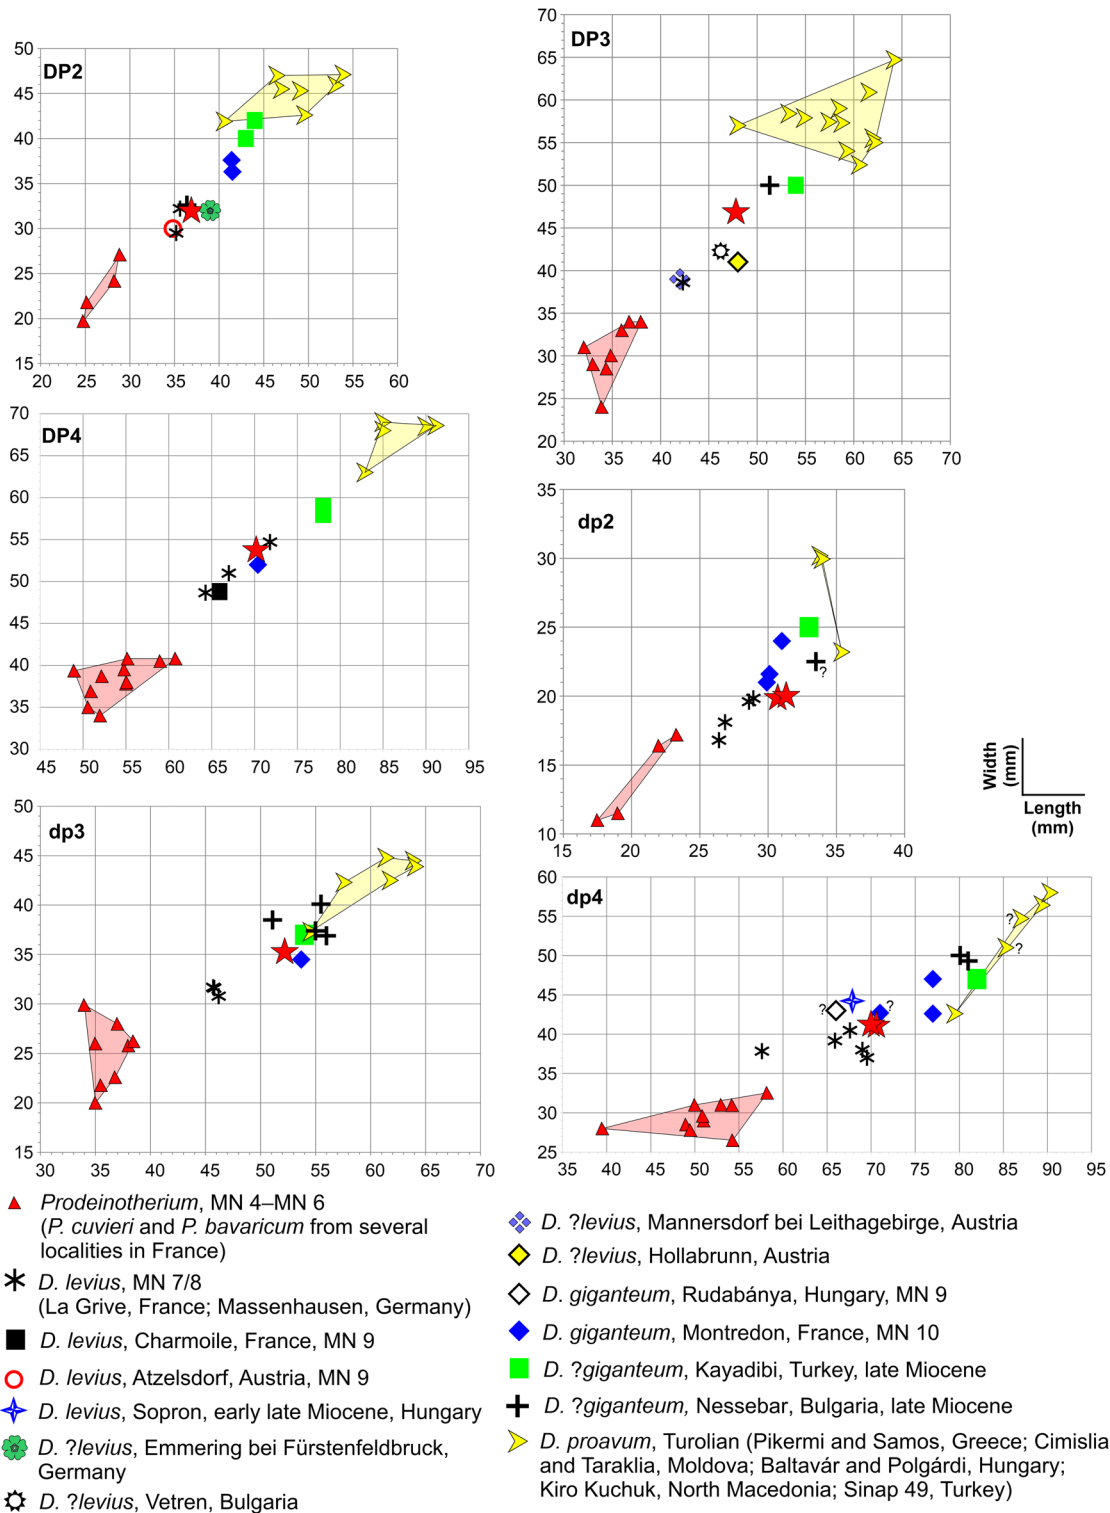 DP2
50
45
40
35
30
25
20
15
20 25 30 35 40 45 50 55 60
DP3
70
65
60
55
50
45
40
35
30
25
20
30 35 40 45 50 55 60 65 70
DP4
70
65
60
55
50
45
40
35
30
45 50 55 60 65 70 75 80 85 90 95
dp2
35
30
25
20
15
10
15 20 25 30 35 40
?
Width
(mm)
Length
(mm)
dp3
50
45
40
35
30
25
20
15
30 35 40 45 50 55 60 65 70
dp4
60
55
50
45
40
35
30
25
35 40 45 50 55 60 65 70 75 80 85 90 95
?
?
?
?
Prodeinotherium, MN 4–MN 6
(P. cuvieri and P. bavaricum from several
localities in France)
D. levius, MN 7/8
(La Grive, France; Massenhausen, Germany)
D. levius, Charmoile, France, MN 9
D. levius, Atzelsdorf, Austria, MN 9
D. levius, Sopron, early late Miocene, Hungary
D. ?levius, Emmering bei Fürstenfeldbruck,
Germany
D. ?levius, Vetren, Bulgaria
D. ?levius, Mannersdorf bei Leithagebirge, Austria
D. ?levius, Hollabrunn, Austria
D. giganteum, Rudabánya, Hungary, MN 9
D. giganteum, Montredon, France, MN 10
D. ?giganteum, Kayadibi, Turkey, late Miocene
D. ?giganteum, Nessebar, Bulgaria, late Miocene
D. proavum, Turolian (Pikermi and Samos, Greece; Cimislia
and Taraklia, Moldova; Baltavár and Polgárdi, Hungary;
Kiro Kuchuk, North Macedonia; Sinap 49, Turkey)